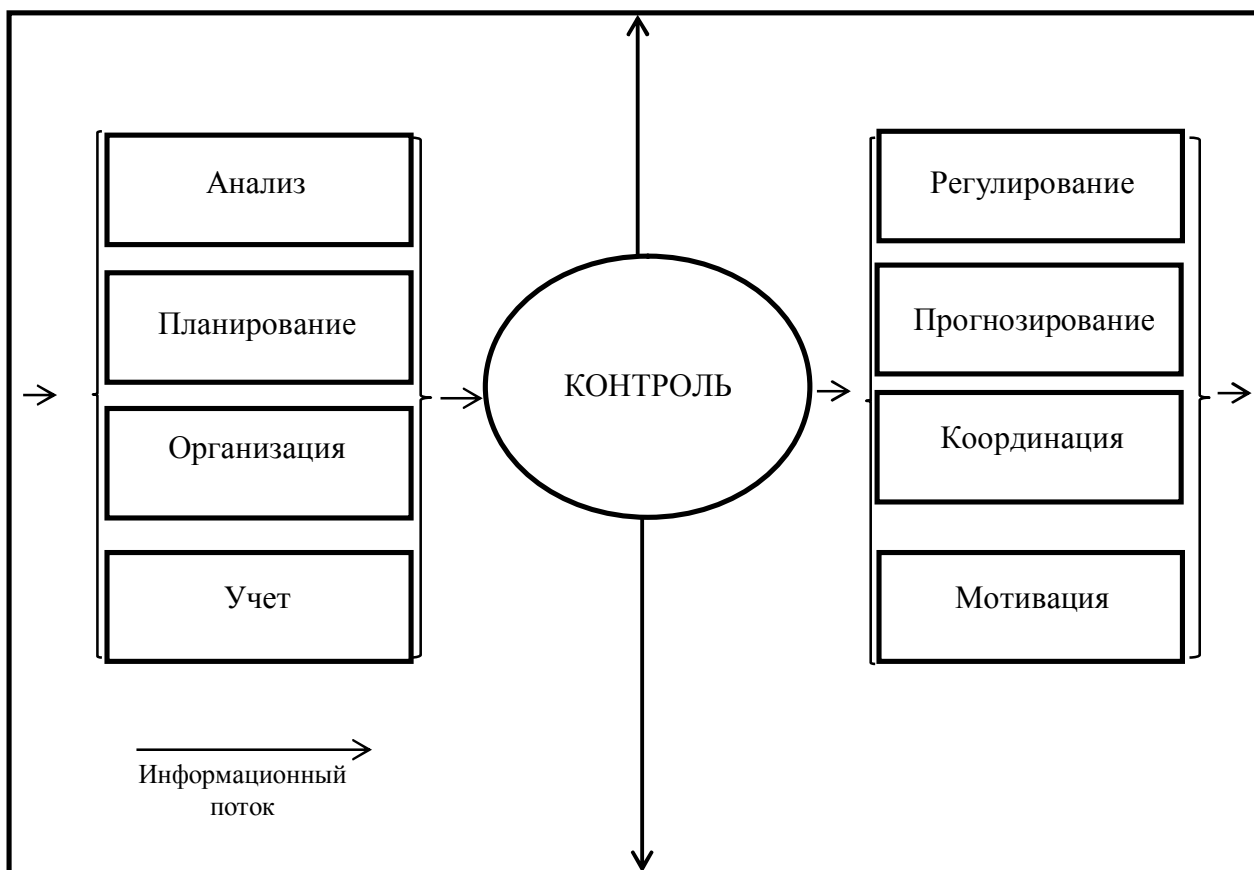 Анализ
Планирование
Организация
Учет
Информационный
поток
КОНТРОЛЬ
Регулирование
Прогнозирование
Координация
Мотивация